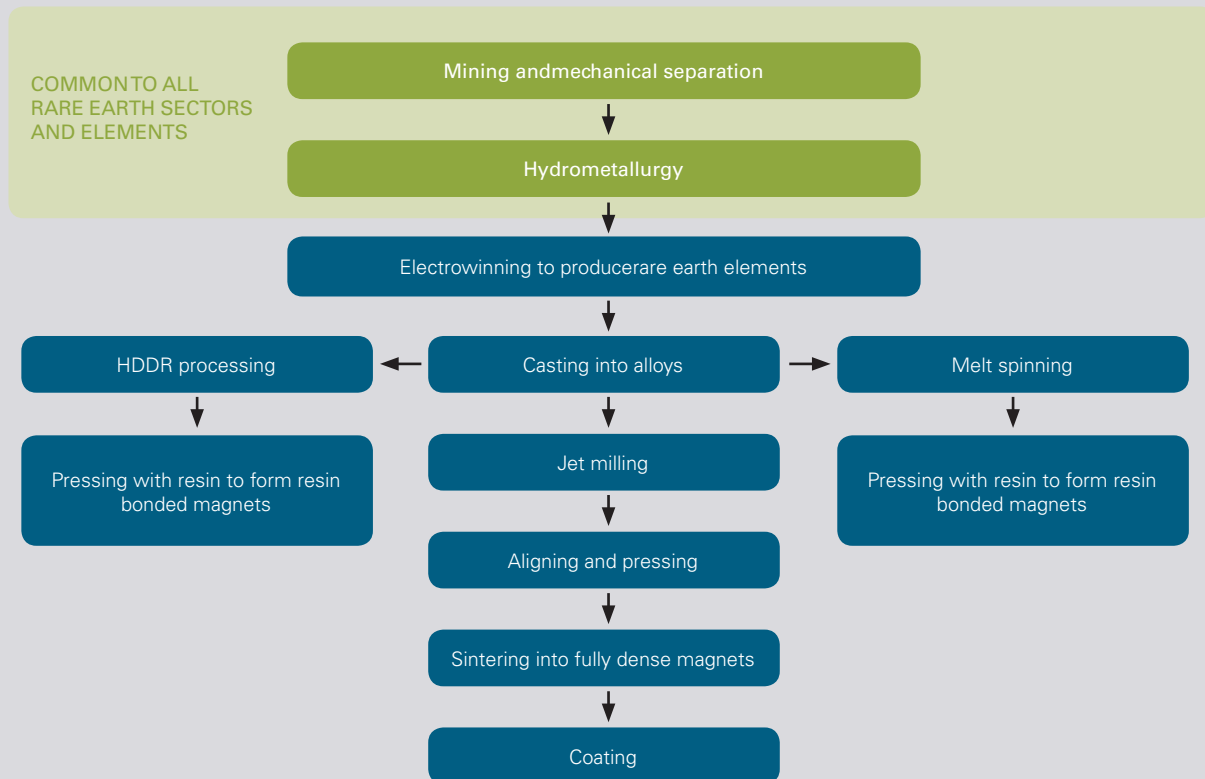 COMMON TO ALL
RARE EARTH SECTORS
AND ELEMENTS
Mining andmechanical separation
Hydrometallurgy
Electrowinning to producerare earth elements
HDDR processing
Casting into alloys
Melt spinning
Pressing with resin to form resin
bonded magnets
Jet milling
Pressing with resin to form resin
bonded magnets
Aligning and pressing
Sintering into fully dense magnets
Coating